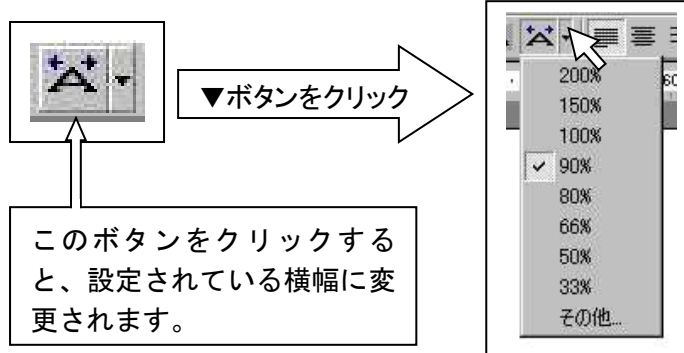 ▼ボタンをクリック
このボタンをクリックする
と、設定されている横幅に変
更されます。
200%
150%
100%
90%
80%
66%
50%
33%
その他...